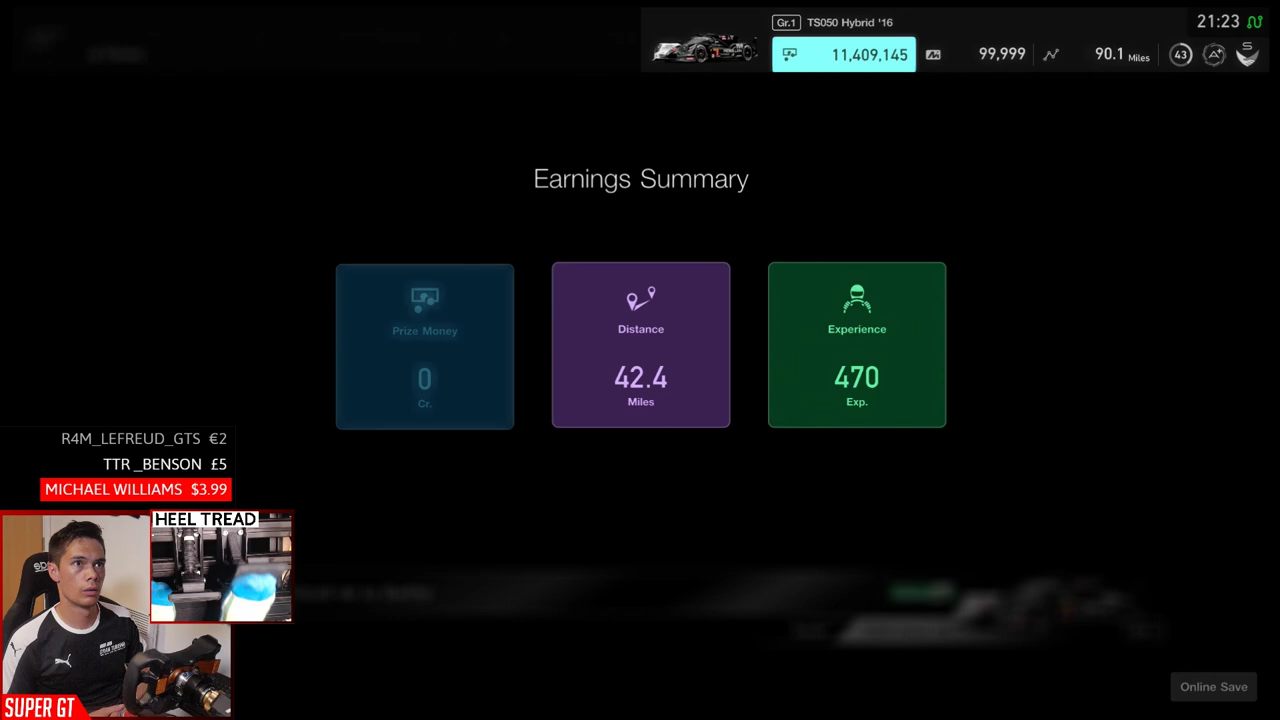 Gr.1 TS050 Hybrid '16
21:23
11,409,145
99,999
90.1 Miles
43
A+
S
Earnings Summary
Prize Money
0
Cr.
Distance
42.4
Miles
Experience
470
Exp.
R4M_LEFREUD_GTS €2
TTR_BENSON £5
MICHAEL WILLIAMS $3.99
HEEL TREAD
SUPER GT
Online Save